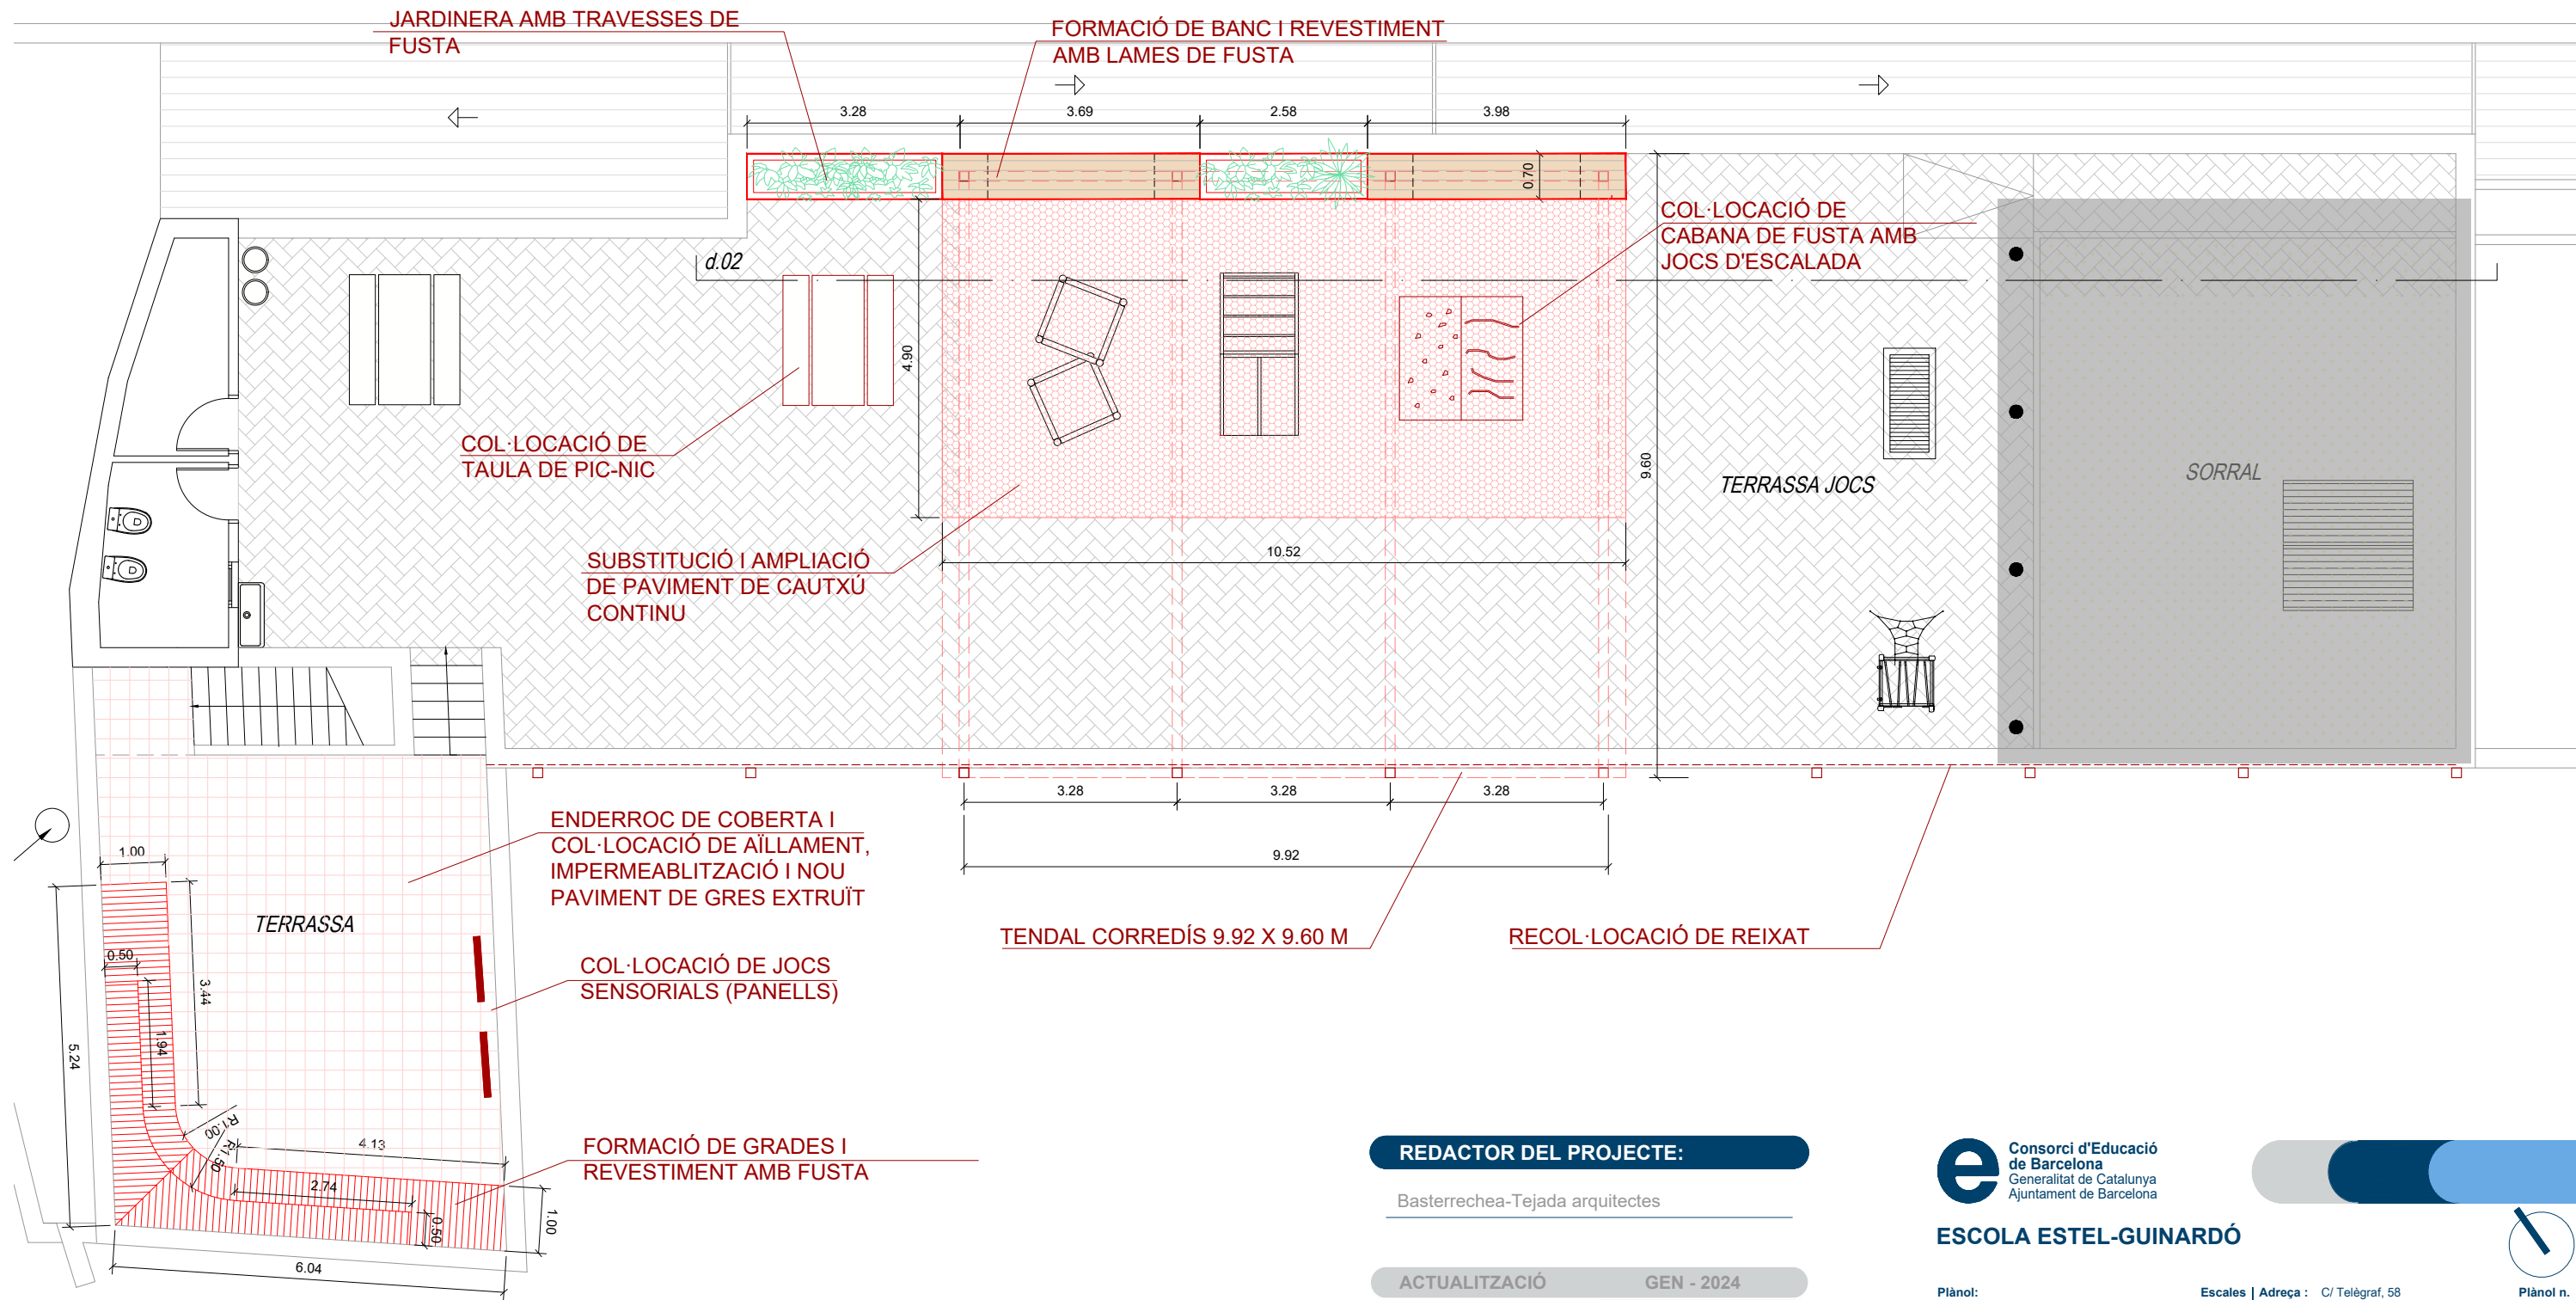 JARDINERA AMB TRAVESSES DE
FUSTA
FORMACIÓ DE BANC I REVESTIMENT
AMB LAMES DE FUSTA
3.28
3.69
2.58
3.98
0.70
COL·LOCACIÓ DE
CABANA DE FUSTA AMB
JOCS D'ESCALADA
d.02
4.90
COL·LOCACIÓ DE
TAULA DE PIC-NIC
9.60
TERRASSA JOCS
SORRAL
SUBSTITUCIÓ I AMPLIACIÓ
DE PAVIMENT DE CAUTXÚ
CONTINU
10.52
3.28
3.28
3.28
9.92
ENDERROC DE COBERTA I
COL·LOCACIÓ DE AÏLLAMENT,
IMPERMEABLITZACIÓ I NOU
PAVIMENT DE GRES EXTRUÏT
1.00
TERRASSA
TENDAL CORREDÍS 9.92 X 9.60 M
RECOL·LOCACIÓ DE REIXAT
0.50
3.44
COL·LOCACIÓ DE JOCS
SENSORIALS (PANELLS)
1.94
5.24
R1.00
R1.50
4.13
FORMACIÓ DE GRADES I
REVESTIMENT AMB FUSTA
2.74
0.50
1.00
6.04
REDACTOR DEL PROJECTE:
Basterrechea-Tejada arquitectes
ACTUALITZACIÓ GEN - 2024
e
Consorci d'Educació
de Barcelona
Generalitat de Catalunya
Ajuntament de Barcelona
ESCOLA ESTEL-GUINARDÓ
Plànol: Escales | Adreça : C/ Telègraf, 58 Plànol n.